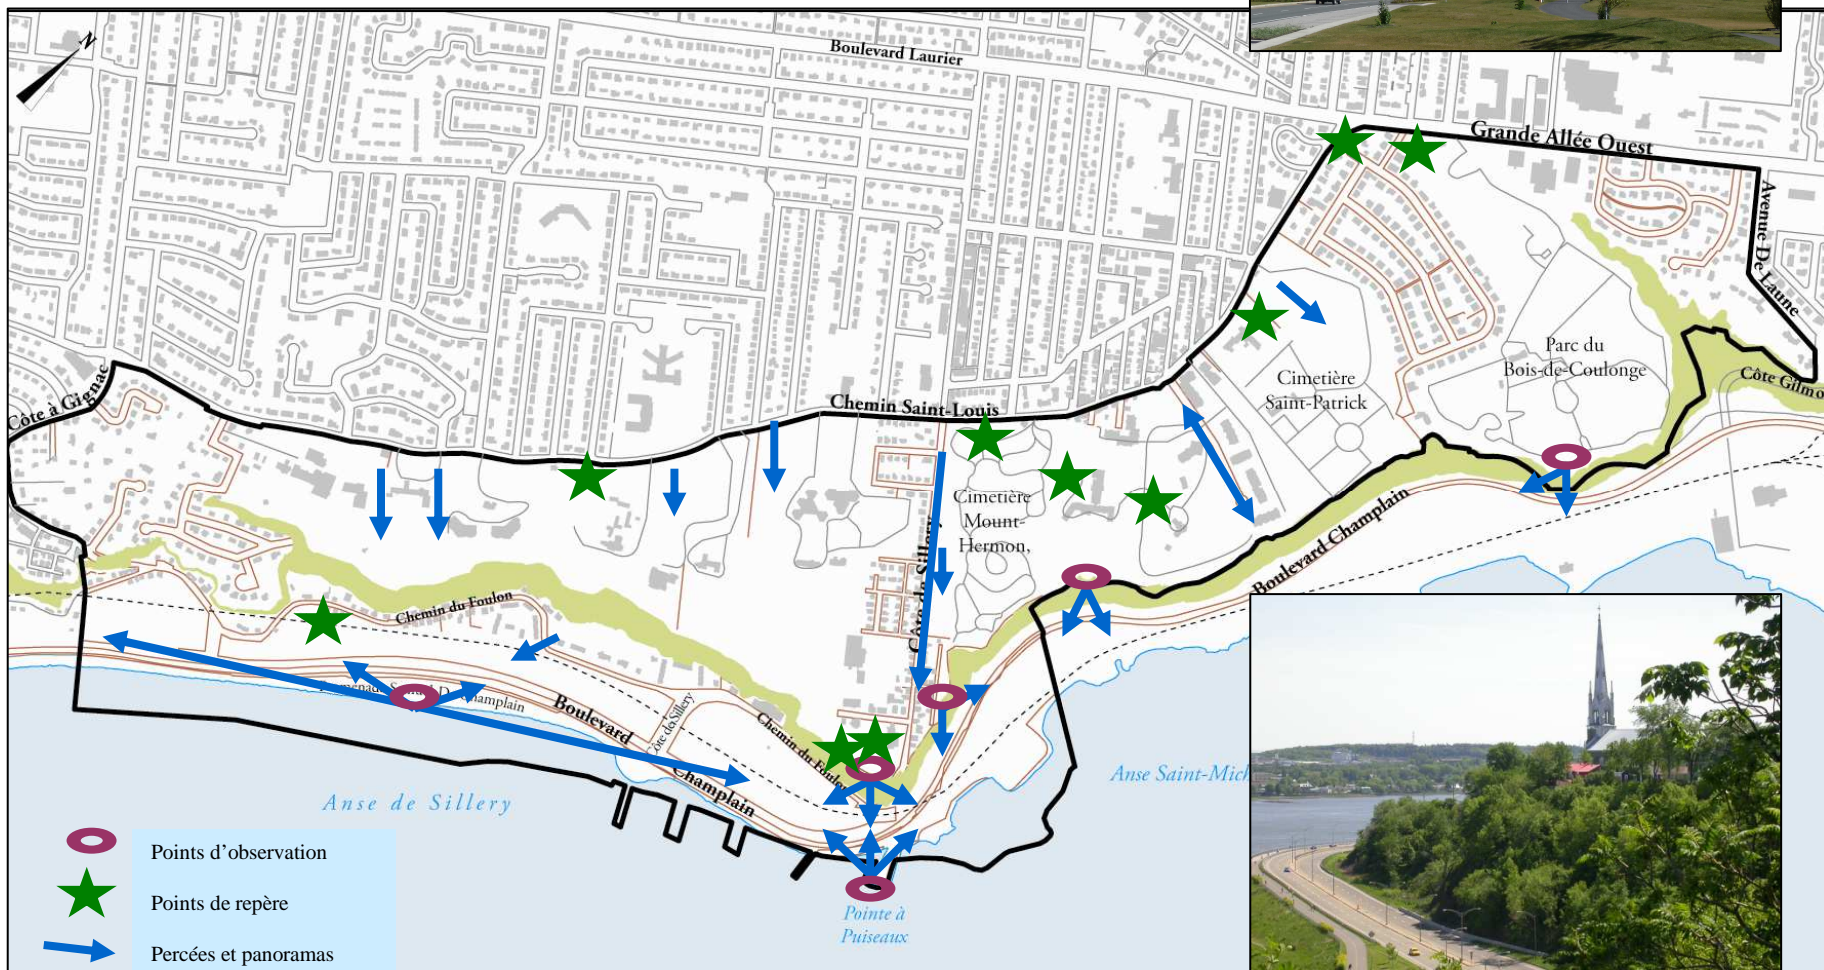 N
Boulevard Laurier
Grande Allée Ouest
Avenue De Laune
Parc du
Bois-de-Coulonge
Côte Gilmo
Cimetière
Saint-Patrick
Côte à Gignac
Chemin Saint-Louis
Cimetière
Mount-
Hermon,
Côte de Sillery
Boulevard Champlain
Chemin du Foulon
Champlain
Boulevard
Champlain
Côte de Sillery
Chemin du Foulon
Anse de Sillery
Anse Saint-Mich
Pointe à
Puiseaux
Points d'observation
Points de repère
Percées et panoramas